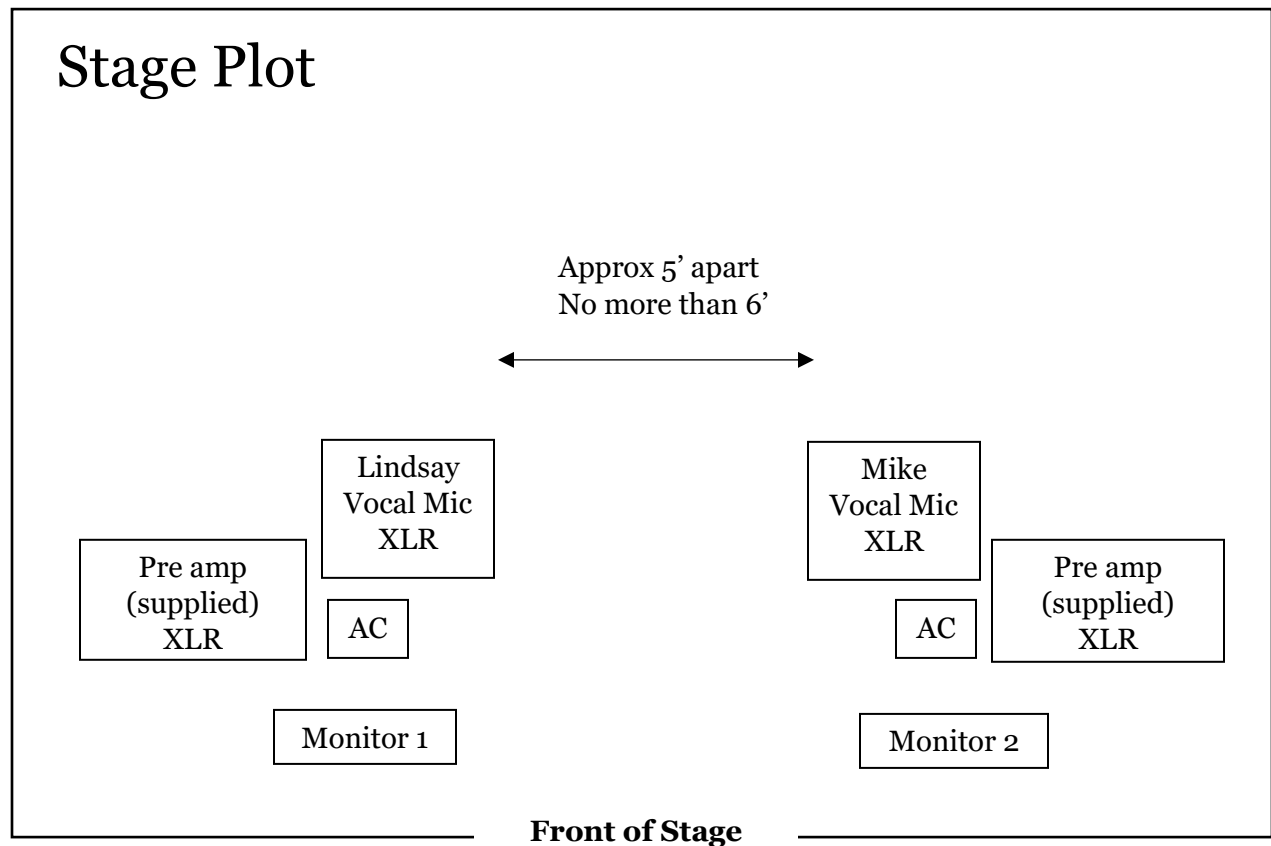 Stage Plot
Approx 5’ apart
No more than 6’
Lindsay
Vocal Mic
XLR
Mike
Vocal Mic
XLR
Pre amp
(supplied)
XLR
AC
AC
Pre amp
(supplied)
XLR
Monitor 1
Monitor 2
Front of Stage